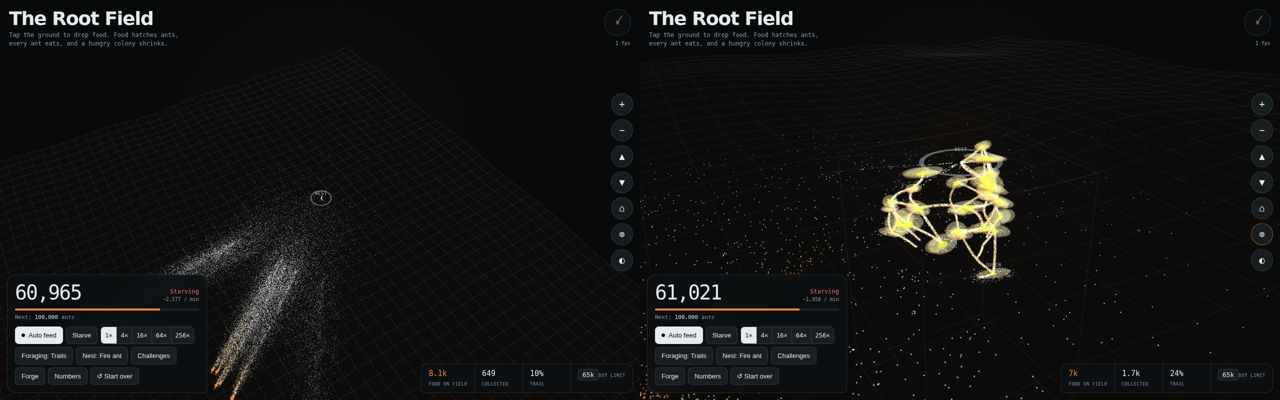 The Root Field
Tap the ground to drop food. Food hatches ants,
every ant eats, and a hungry colony shrinks.
N
1 fps
+
−
NEST
60,965
Starving
−2,577 / min
Next: 100,000 ants
Auto feed
Starve
1×
4×
16×
64×
256×
Foraging: Trails
Nest: Fire ant
Challenges
Forge
Numbers
↺ Start over
8.1k
FOOD ON FIELD
649
COLLECTED
10%
TRAIL
65k
OUT LIMIT
The Root Field
Tap the ground to drop food. Food hatches ants,
every ant eats, and a hungry colony shrinks.
N
1 fps
+
−
NEST
61,021
Starving
−1,958 / min
Next: 100,000 ants
Auto feed
Starve
1×
4×
16×
64×
256×
Foraging: Trails
Nest: Fire ant
Challenges
Forge
Numbers
↺ Start over
7k
FOOD ON FIELD
1.7k
COLLECTED
24%
TRAIL
65k
OUT LIMIT